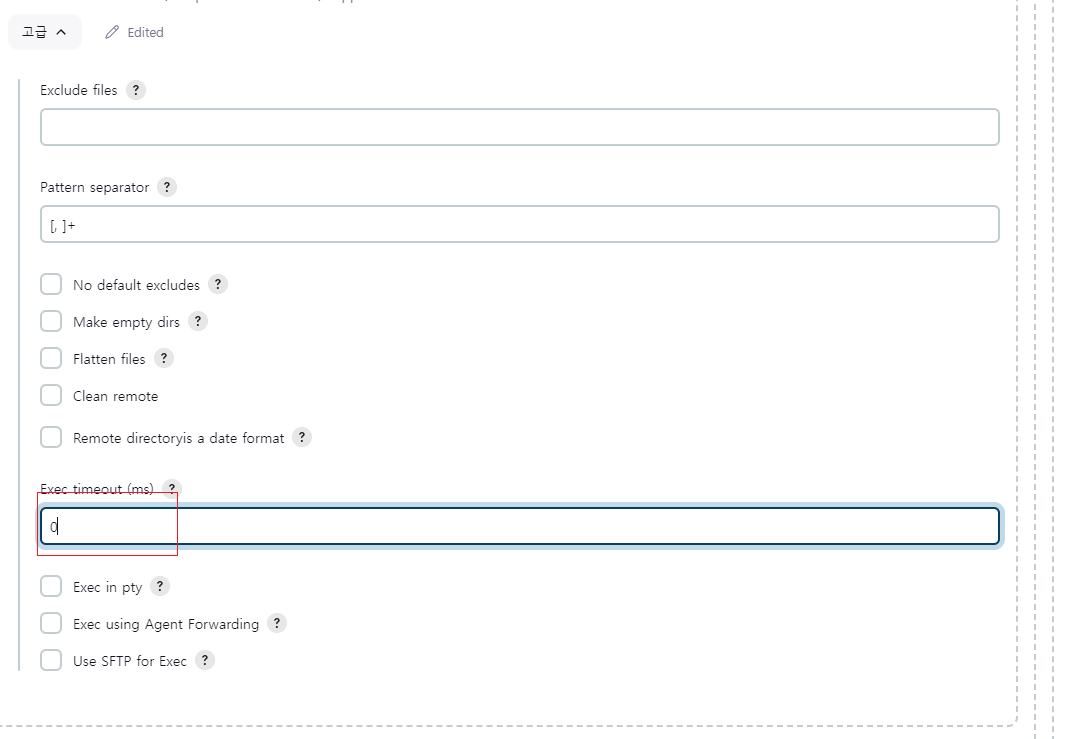 고급
Edited
Exclude files ?
Pattern separator ?
[, ]+
No default excludes ?
Make empty dirs ?
Flatten files ?
Clean remote
Remote directoryis a date format ?
Exec timeout (ms) ?
0
Exec in pty ?
Exec using Agent Forwarding ?
Use SFTP for Exec ?